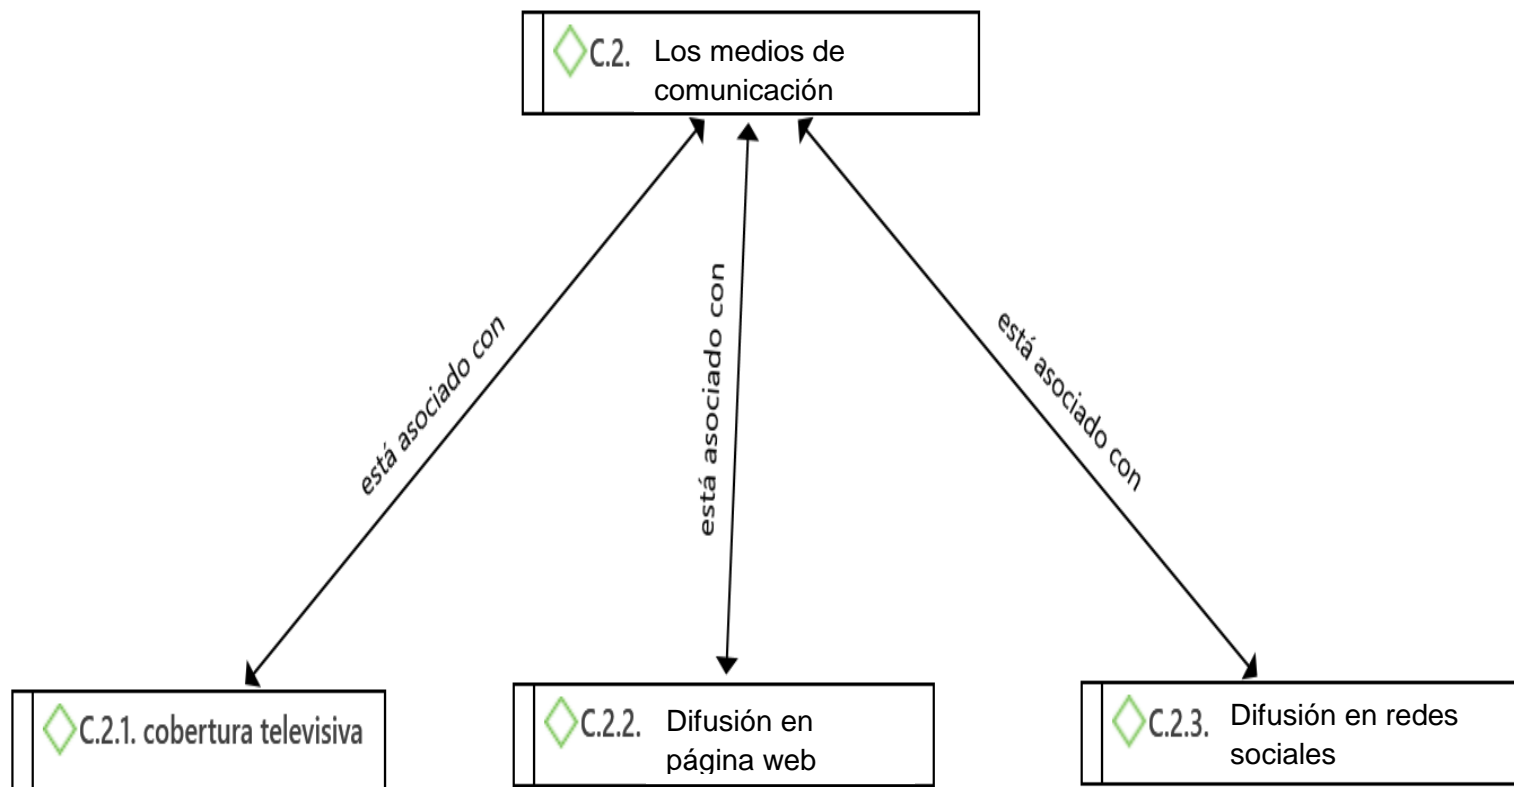 C.2. Los medios de
comunicación
está asociado con
está asociado con
está asociado con
C.2.1. cobertura televisiva
C.2.2. Difusión en
página web
C.2.3. Difusión en redes
sociales